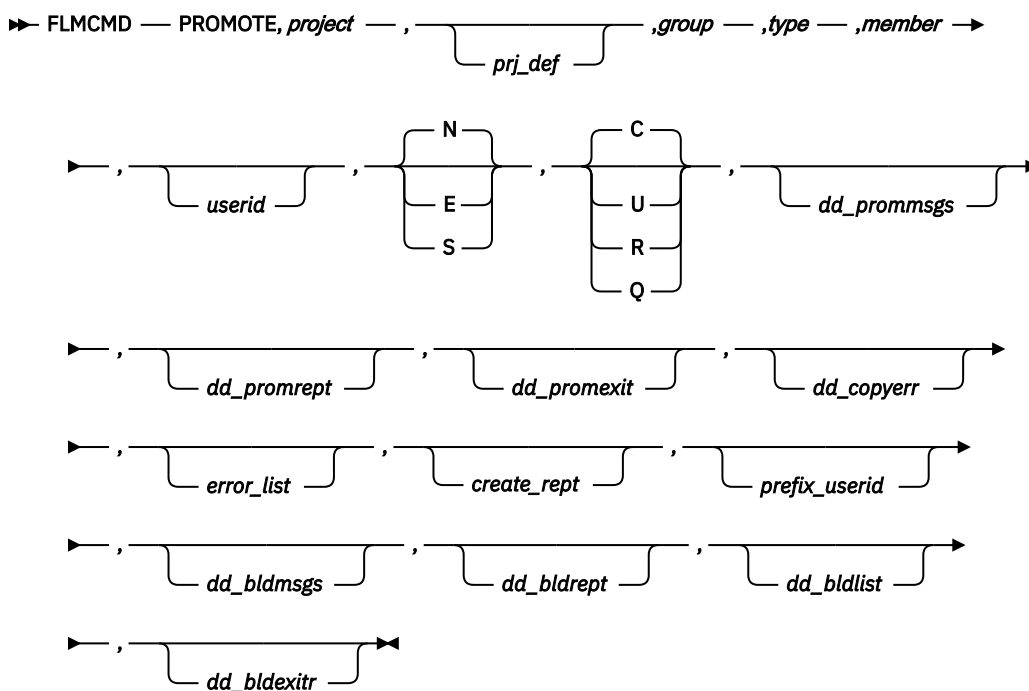 FLMCMD PROMOTE, project , ,group ,type ,member
prj_def
, , N , C ,
userid E U dd_prommsgs
S R
Q
, , ,
dd_promrept dd_promexit dd_copyerr
, , ,
error_list create_rept prefix_userid
, , ,
dd_bldmsgs dd_bldrept dd_bldlist
,
dd_bldexitr